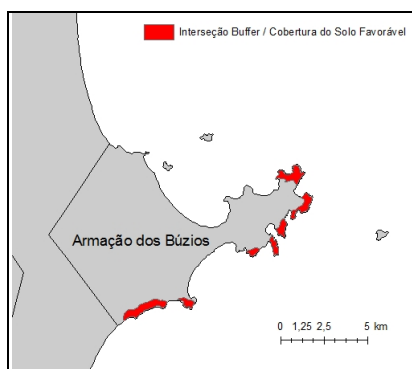 Interseção Buffer / Cobertura do Solo Favorável
Armação dos Búzios
0 1,25 2,5 5 km